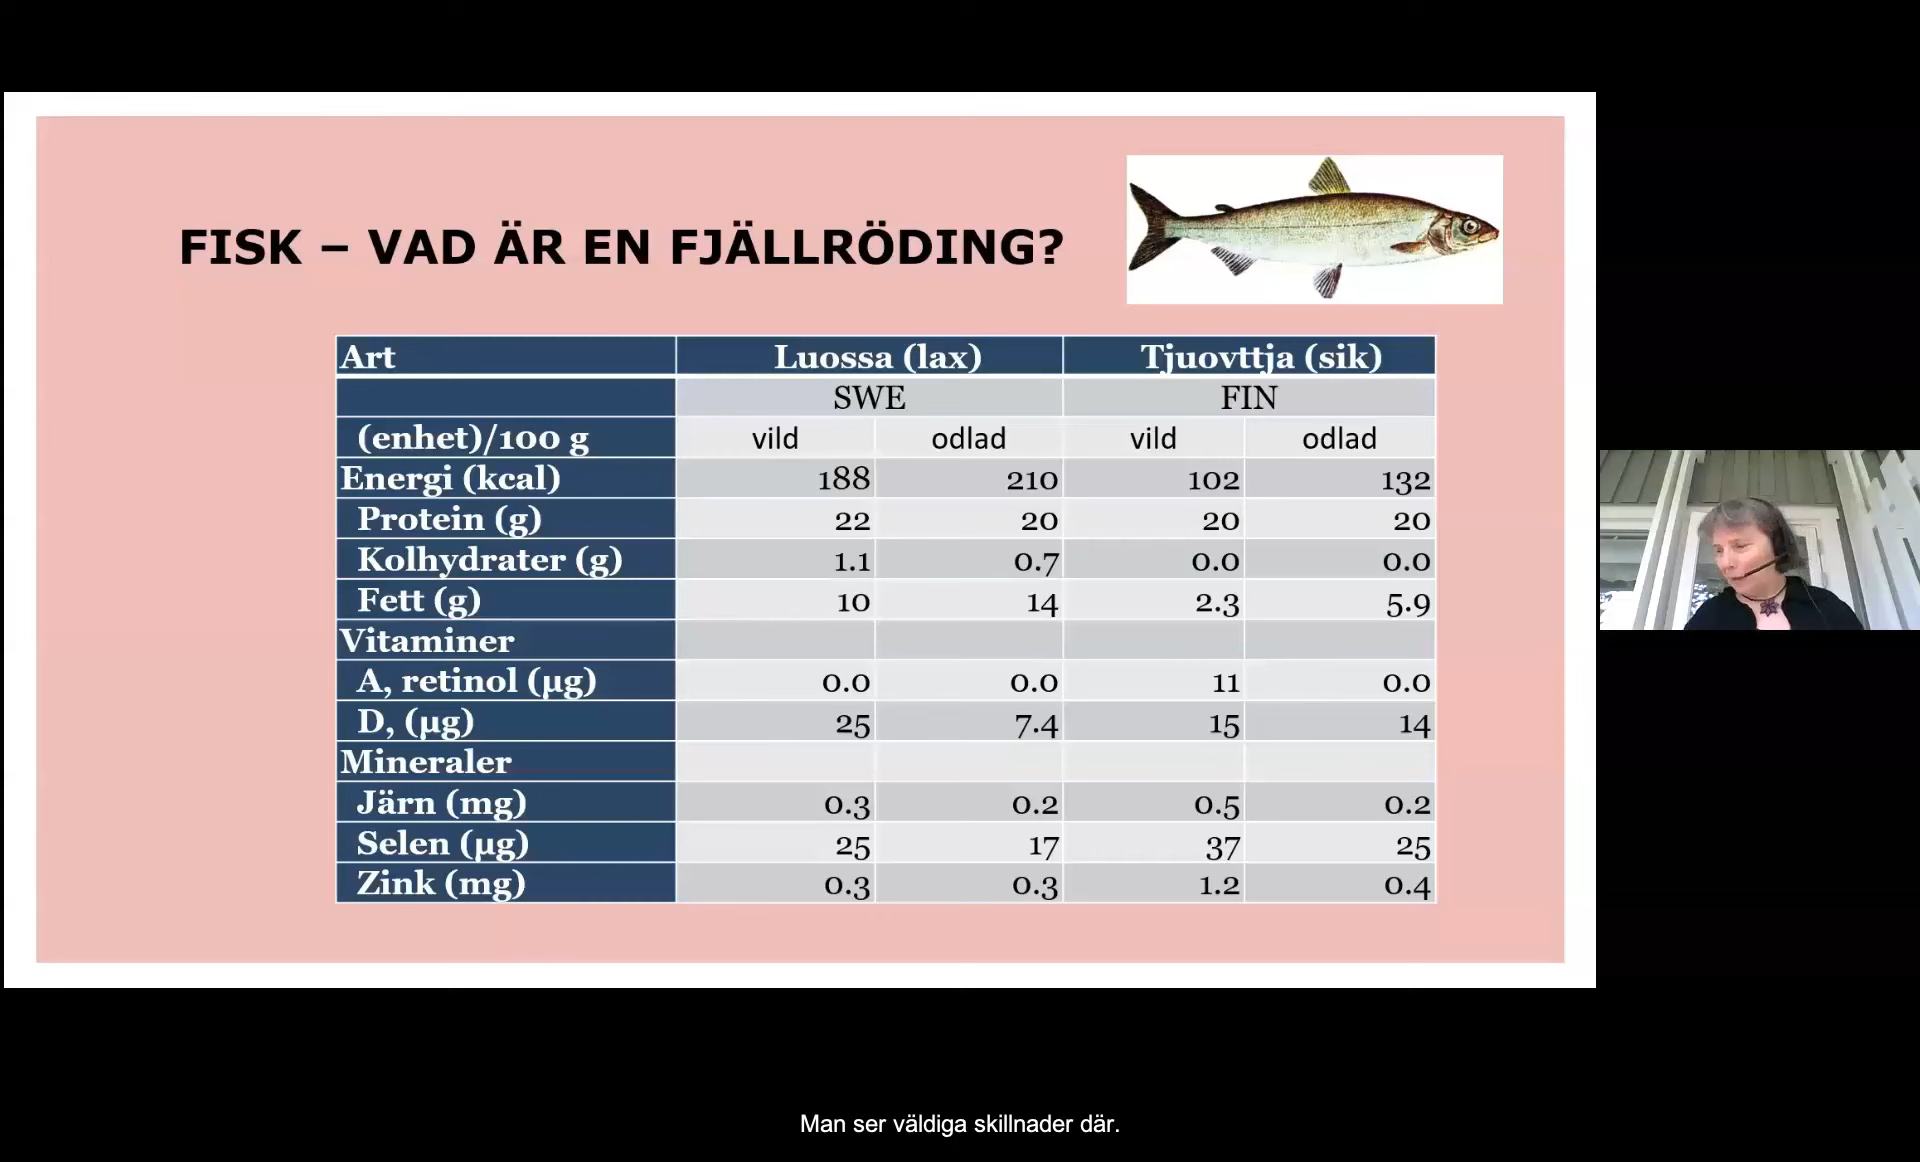 FISK – VAD ÄR EN FJÄLLRÖDING?
Art Luossa (lax) Tjuovttja (sik)
SWE FIN
(enhet)/100 g vild odlad vild odlad
Energi (kcal) 188 210 102 132
Protein (g) 22 20 20 20
Kolhydrater (g) 1.1 0.7 0.0 0.0
Fett (g) 10 14 2.3 5.9
Vitaminer
A, retinol (µg) 0.0 0.0 11 0.0
D, (µg) 25 7.4 15 14
Mineraler
Järn (mg) 0.3 0.2 0.5 0.2
Selen (µg) 25 17 37 25
Zink (mg) 0.3 0.3 1.2 0.4
Man ser väldiga skillnader där.